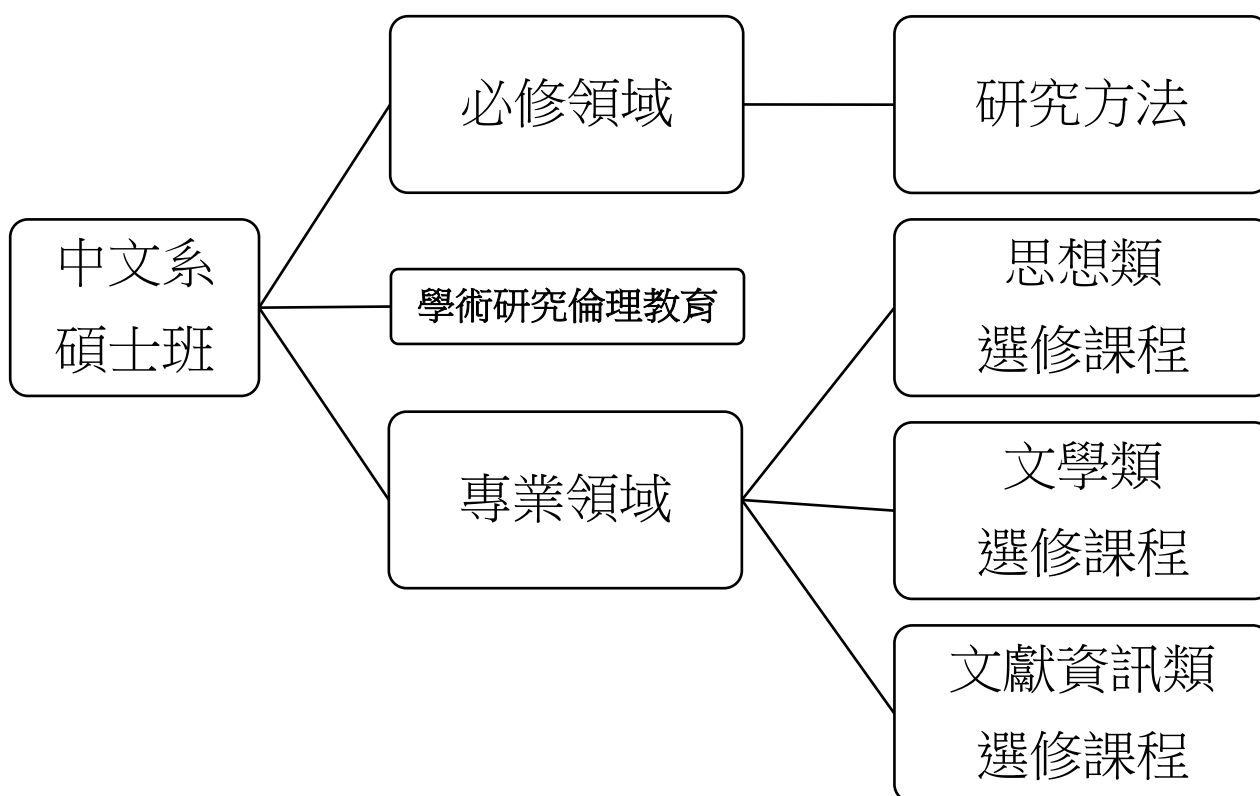 中文系
碩士班
必修領域
研究方法
學術研究倫理教育
專業領域
思想類
選修課程
文學類
選修課程
文獻資訊類
選修課程